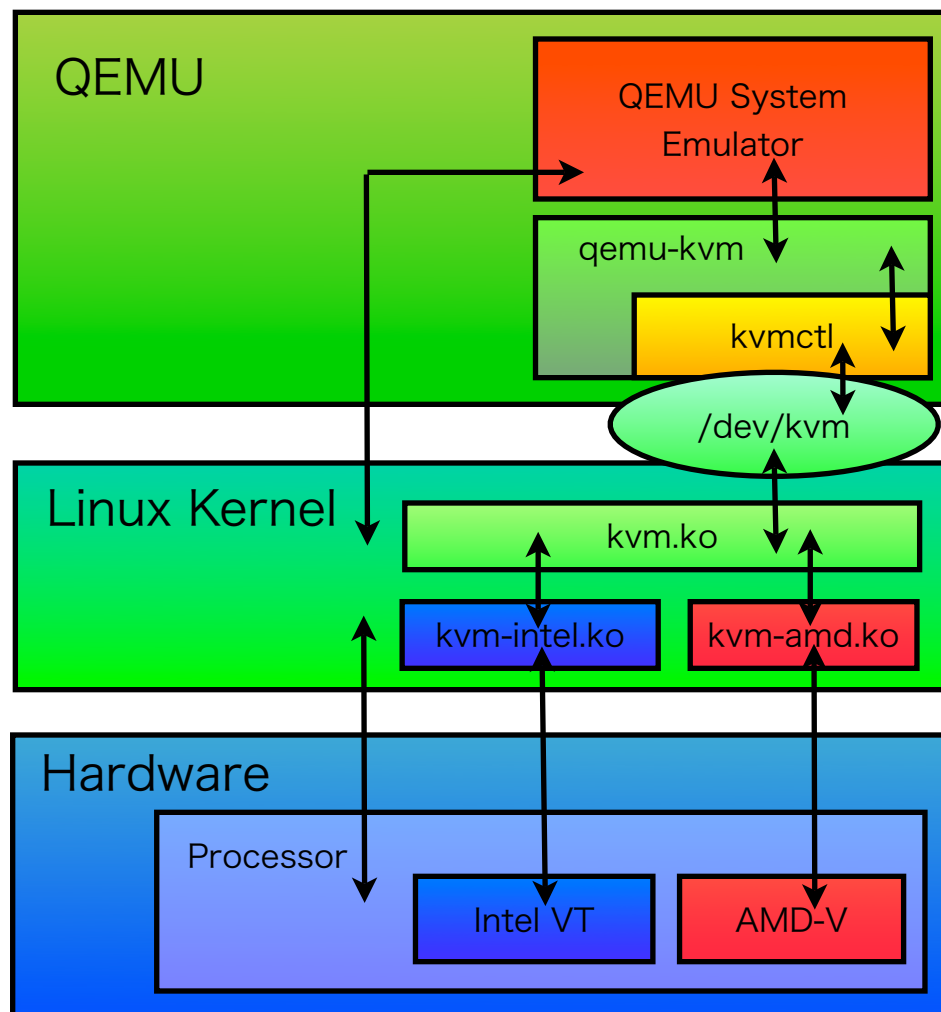 QEMU
QEMU System
Emulator
qemu-kvm
kvmctl
/dev/kvm
Linux Kernel
kvm.ko
kvm-intel.ko
kvm-amd.ko
Hardware
Processor
Intel VT
AMD-V